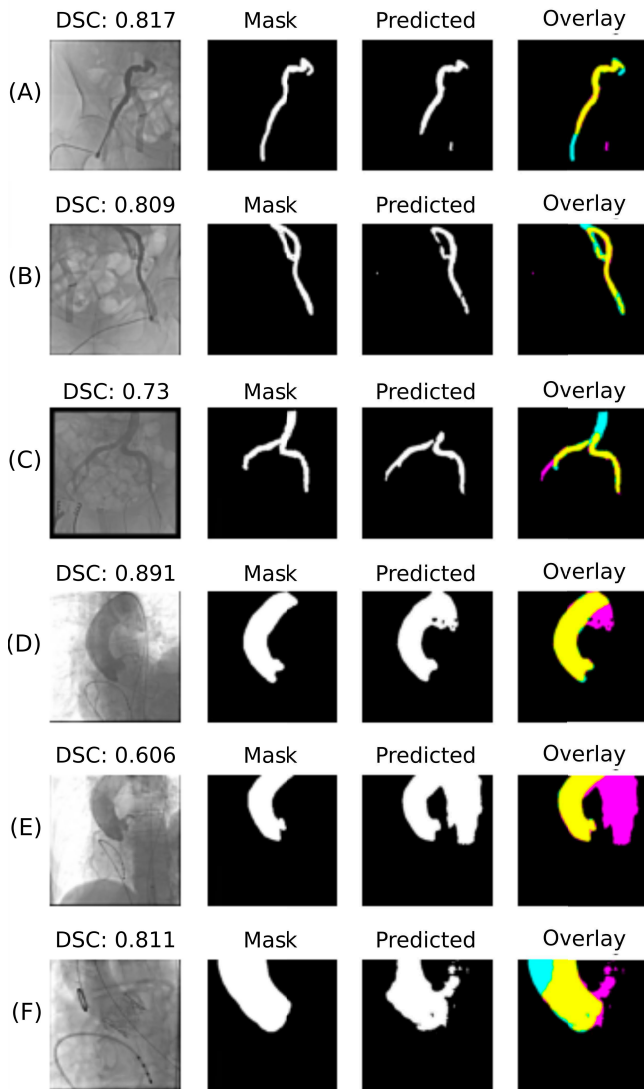 DSC: 0.817 Mask Predicted Overlay
(A)
DSC: 0.809 Mask Predicted Overlay
(B)
DSC: 0.73 Mask Predicted Overlay
(C)
DSC: 0.891 Mask Predicted Overlay
(D)
DSC: 0.606 Mask Predicted Overlay
(E)
DSC: 0.811 Mask Predicted Overlay
(F)